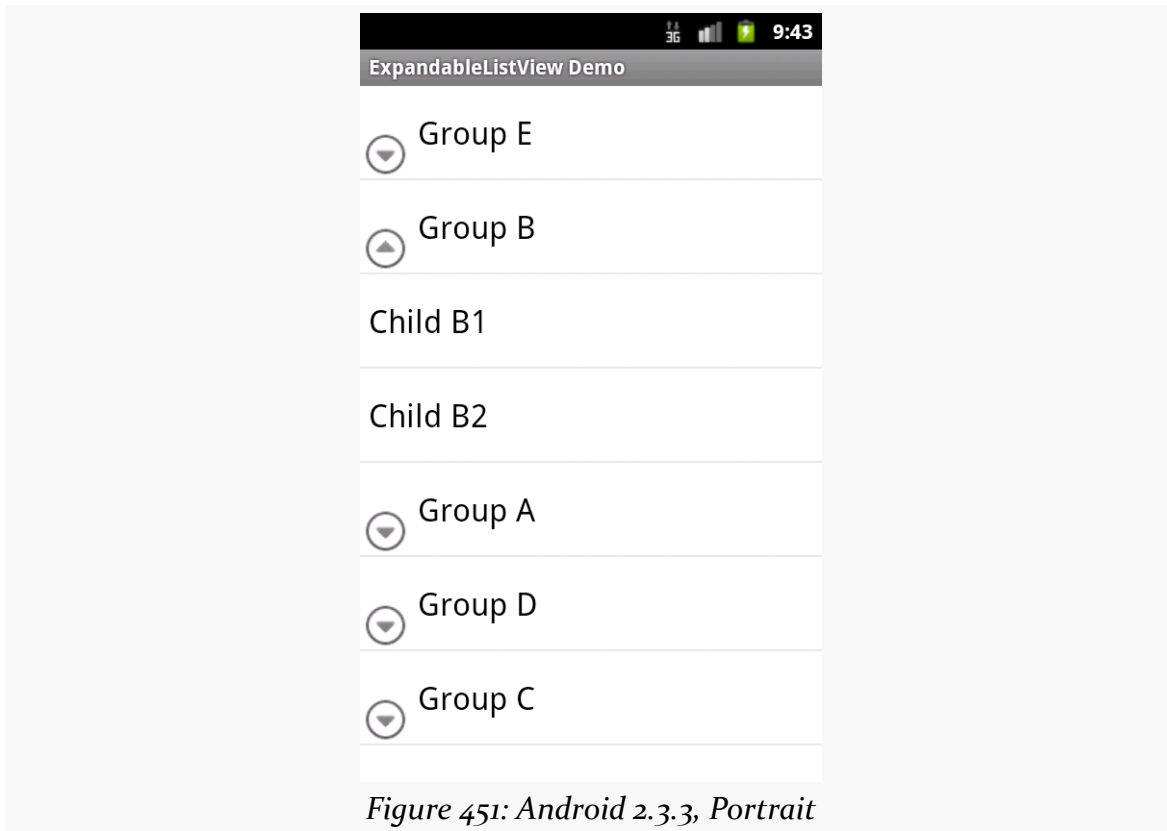 3G 9:43
ExpandableListView Demo
Group E
Group B
Child B1
Child B2
Group A
Group D
Group C
Figure 451: Android 2.3.3, Portrait